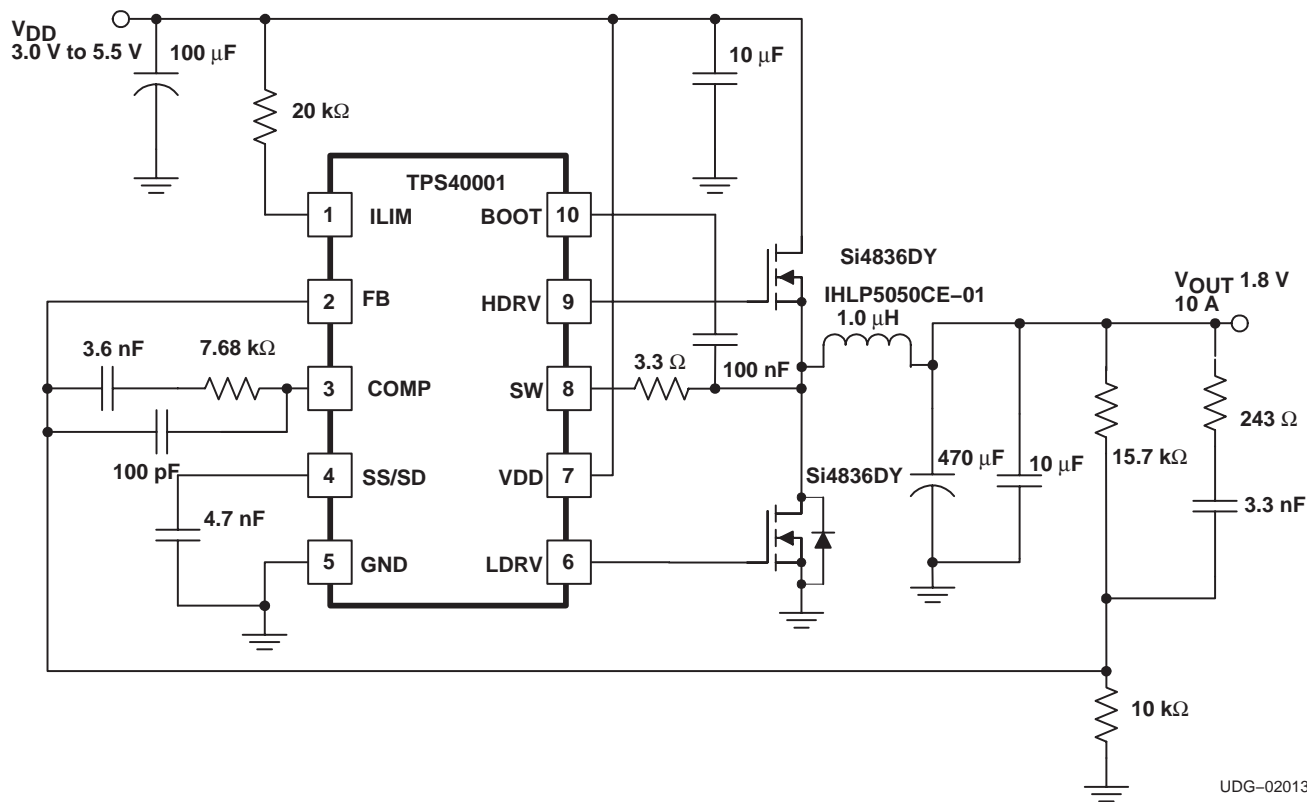 VDD
3.0 V to 5.5 V
100 μF
10 μF
20 kΩ
TPS40001
1
ILIM
BOOT
10
Si4836DY
2
FB
HDRV
9
IHLP5050CE–01
1.0 μH
VOUT 1.8 V
10 A
3.6 nF
7.68 kΩ
3
COMP
SW
8
3.3 Ω
100 nF
243 Ω
100 pF
4
SS/SD
VDD
7
Si4836DY
470 μF
10 μF
15.7 kΩ
3.3 nF
4.7 nF
5
GND
LDRV
6
10 kΩ
UDG–02013